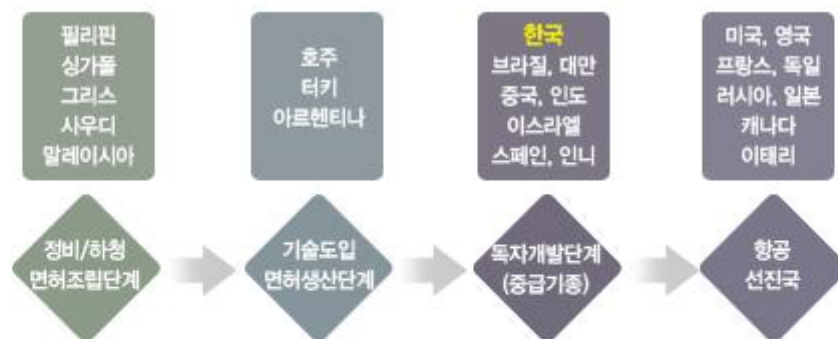 필리핀
싱가폴
그리스
사우디
말레이시아
호주
터키
아르헨티나
한국
브라질, 대만
중국, 인도
이스라엘
스페인, 인니
미국, 영국
프랑스, 독일
러시아, 일본
캐나다
이태리
정비/하청
면허조립단계
기술도입
면허생산단계
독자개발단계
(중급기종)
항공
선진국